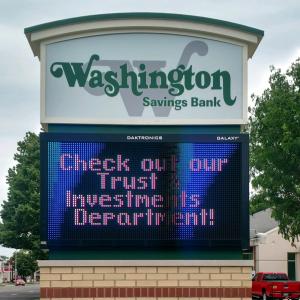 Washington
Savings Bank
DAKTRONICS GALAXY
Check out our
Trust &
Investments
Department!